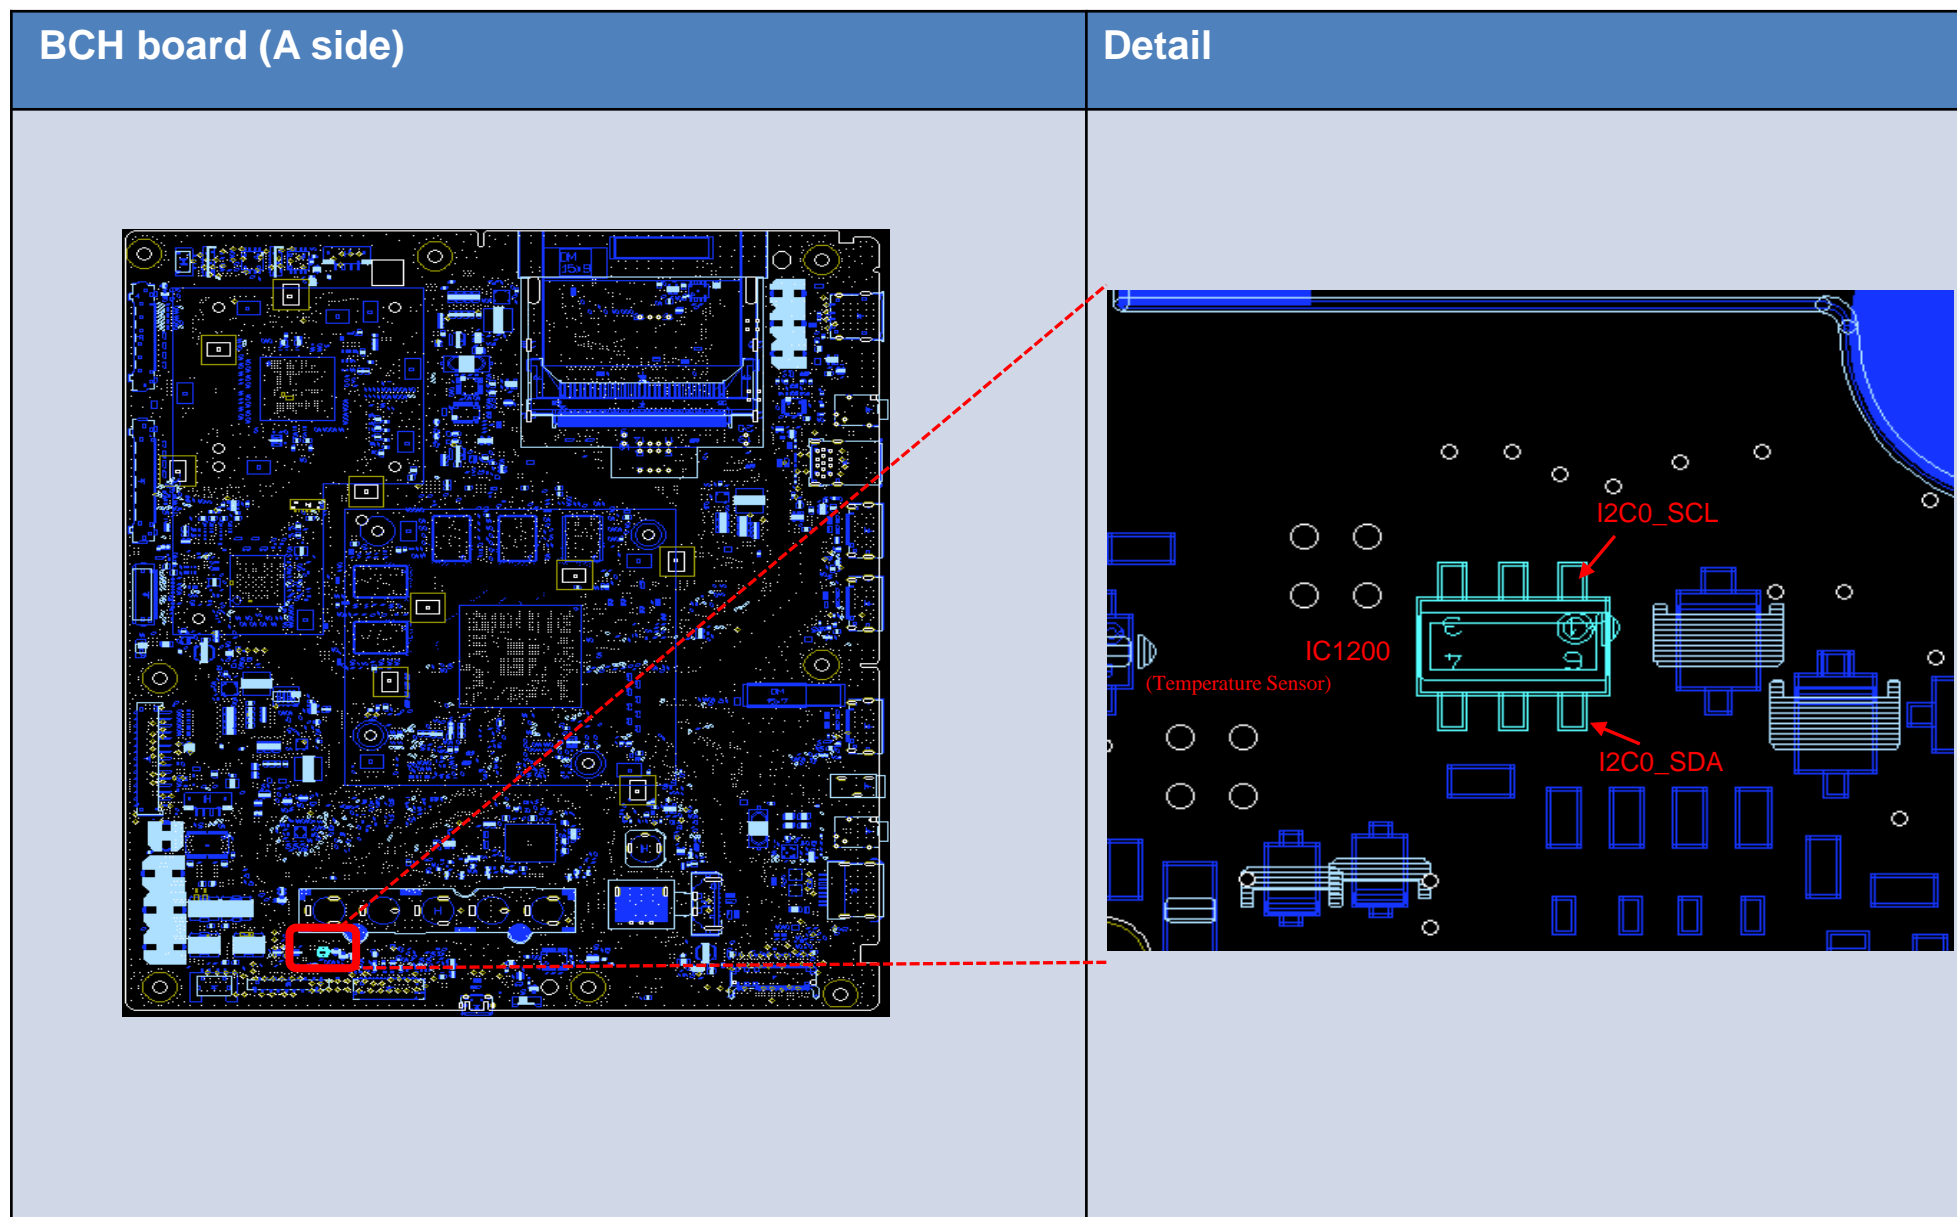 BCH board (A side)
Detail
I2C0_SCL
IC1200
(Temperature Sensor)
I2C0_SDA